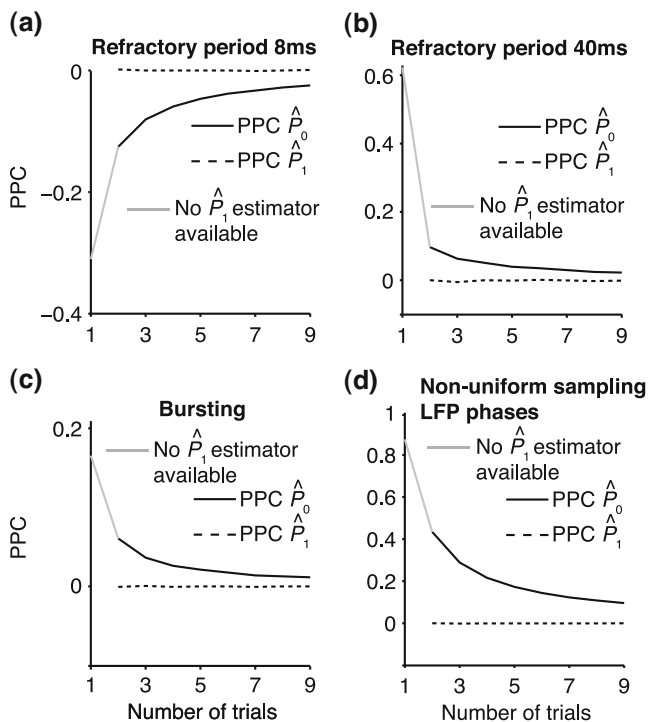 (a)
Refractory period 8ms
0
−0.2
−0.4
PPC
PPC P̂₀
PPC P̂₁
No P̂₁ estimator
available
1 3 5 7 9
(b)
Refractory period 40ms
0.6
0.4
0.2
0
PPC P̂₀
PPC P̂₁
No P̂₁ estimator
available
1 3 5 7 9
(c)
Bursting
0.2
0
PPC
No P̂₁ estimator
available
PPC P̂₀
PPC P̂₁
1 3 5 7 9
Number of trials
(d)
Non-uniform sampling
LFP phases
1
0.8
0.6
0.4
0.2
0
No P̂₁ estimator
available
PPC P̂₀
PPC P̂₁
1 3 5 7 9
Number of trials